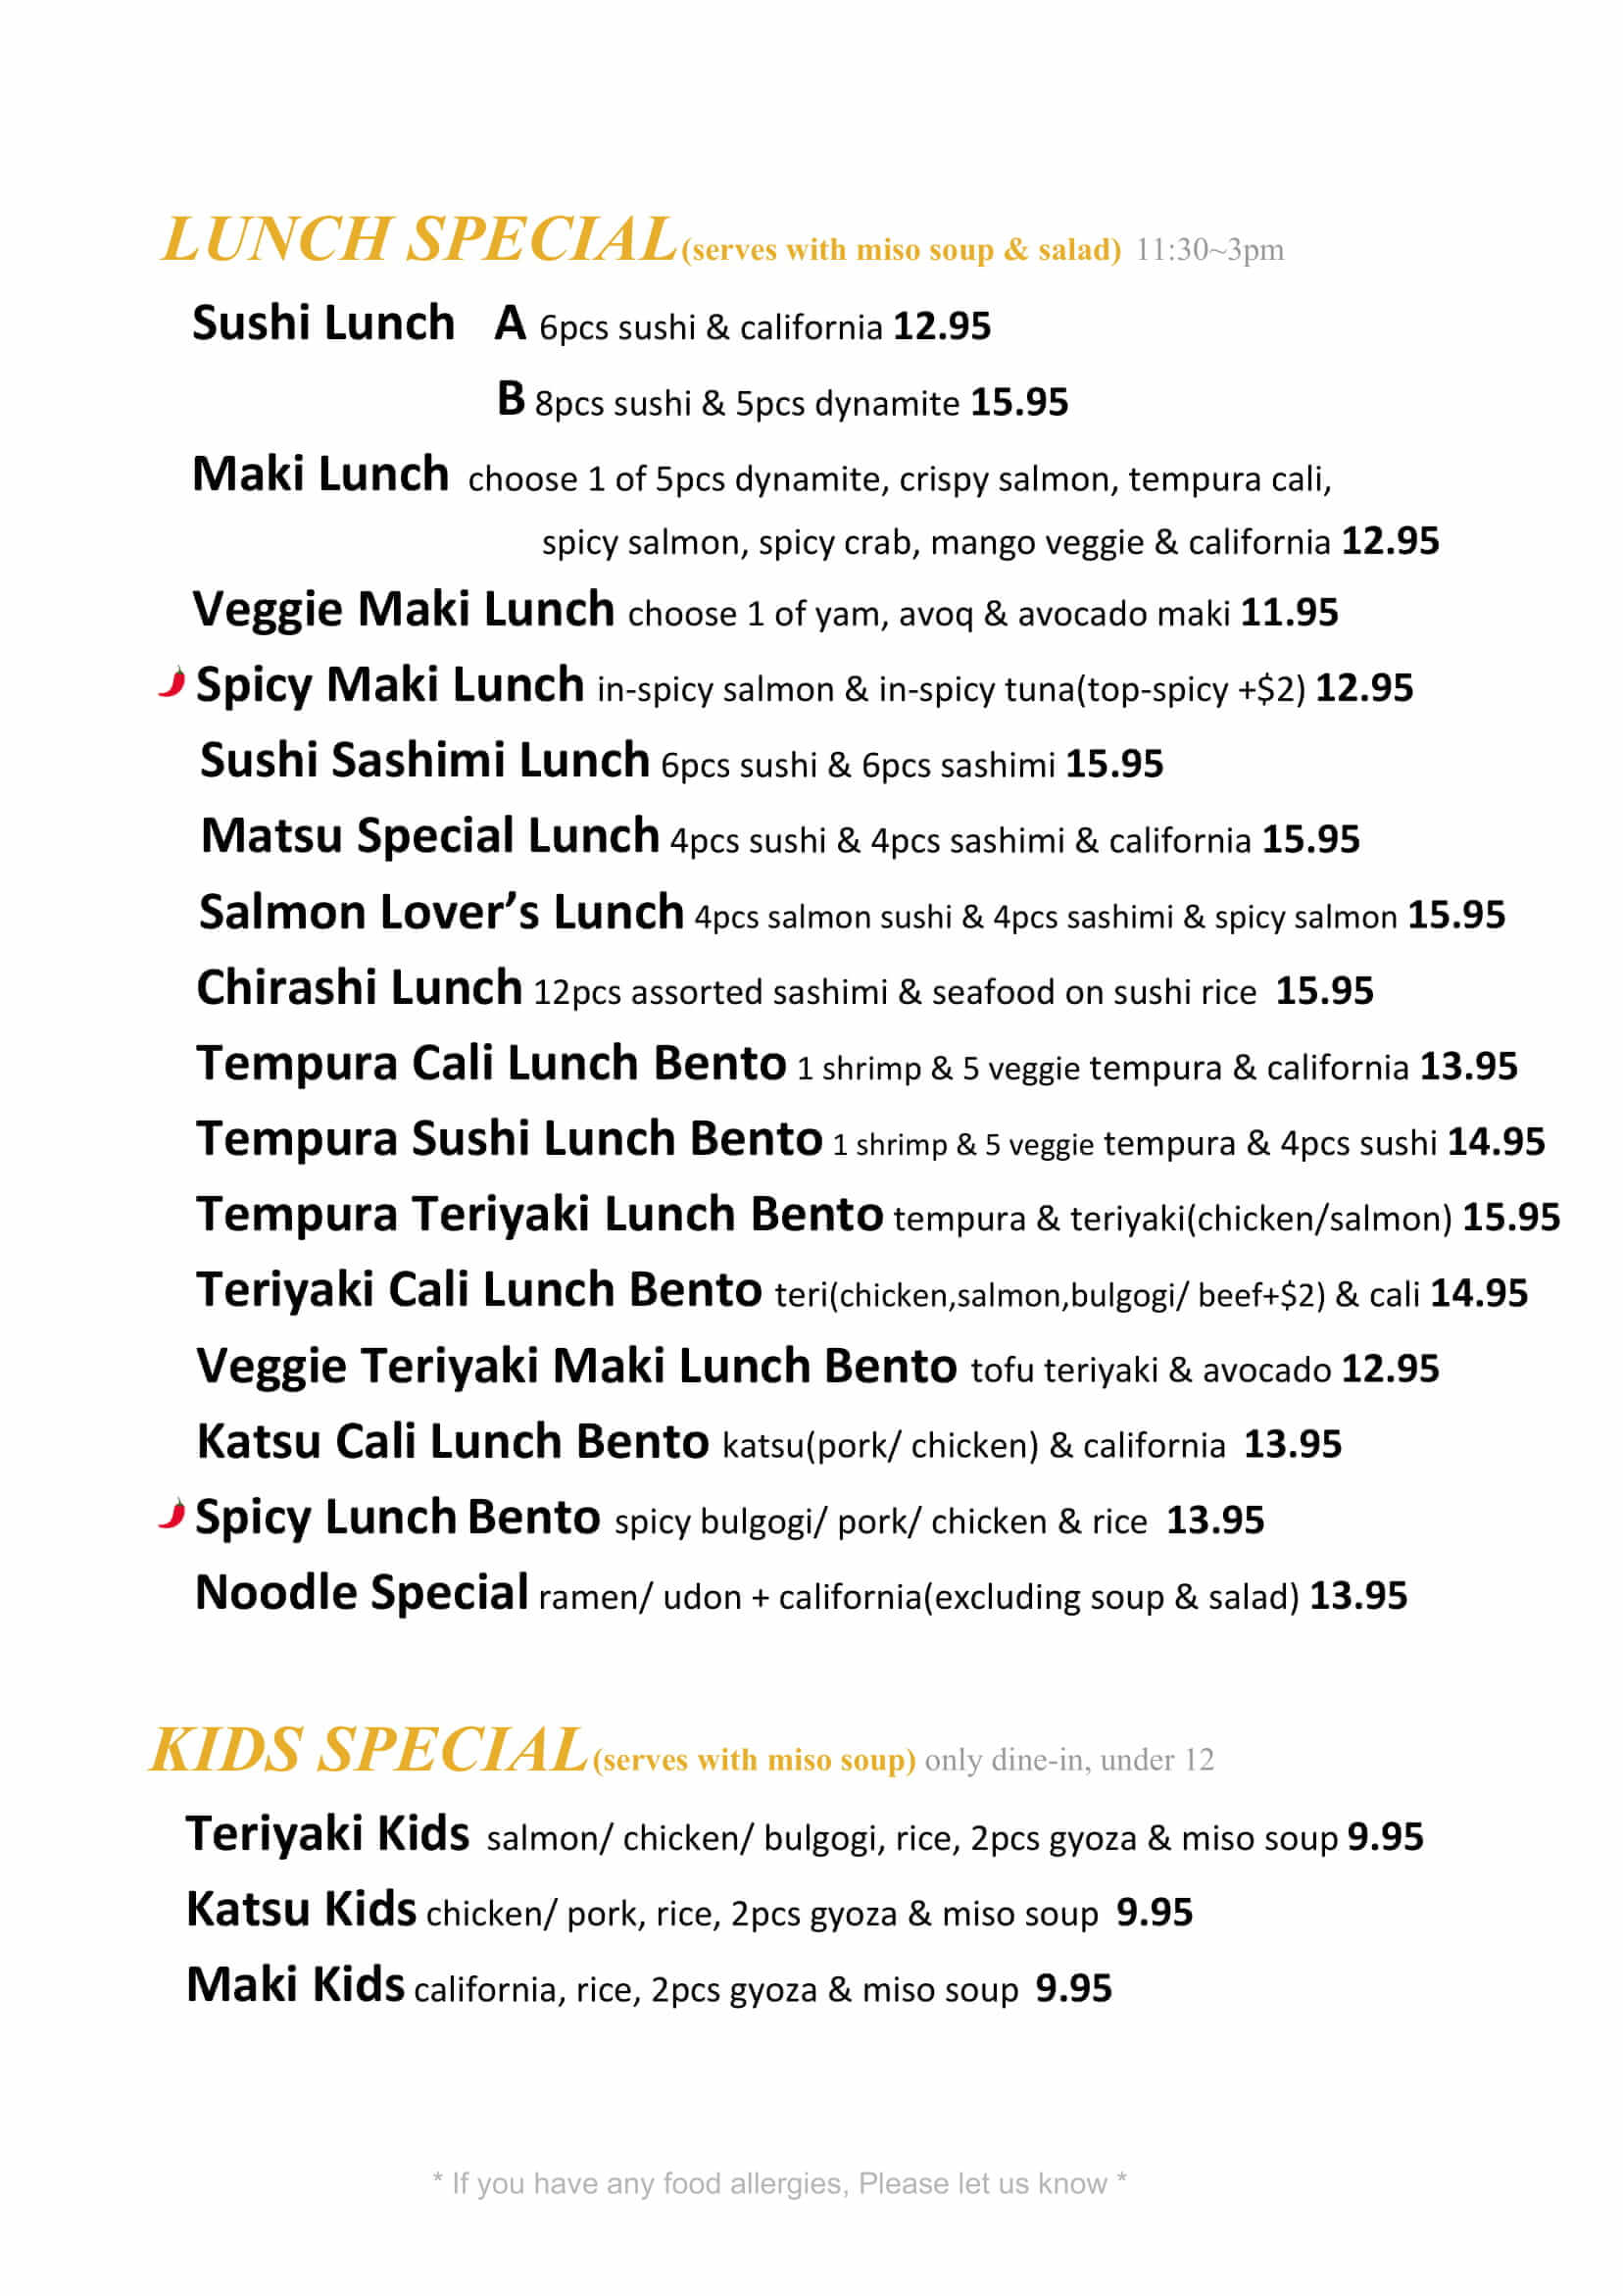 LUNCH SPECIAL(serves with miso soup & salad) 11:30~3pm
Sushi Lunch A 6pcs sushi & california 12.95
B 8pcs sushi & 5pcs dynamite 15.95
Maki Lunch choose 1 of 5pcs dynamite, crispy salmon, tempura cali,
spicy salmon, spicy crab, mango veggie & california 12.95
Veggie Maki Lunch choose 1 of yam, avoq & avocado maki 11.95
Spicy Maki Lunch in-spicy salmon & in-spicy tuna(top-spicy +$2) 12.95
Sushi Sashimi Lunch 6pcs sushi & 6pcs sashimi 15.95
Matsu Special Lunch 4pcs sushi & 4pcs sashimi & california 15.95
Salmon Lover’s Lunch 4pcs salmon sushi & 4pcs sashimi & spicy salmon 15.95
Chirashi Lunch 12pcs assorted sashimi & seafood on sushi rice 15.95
Tempura Cali Lunch Bento 1 shrimp & 5 veggie tempura & california 13.95
Tempura Sushi Lunch Bento 1 shrimp & 5 veggie tempura & 4pcs sushi 14.95
Tempura Teriyaki Lunch Bento tempura & teriyaki(chicken/salmon) 15.95
Teriyaki Cali Lunch Bento teri(chicken,salmon,bulgogi/ beef+$2) & cali 14.95
Veggie Teriyaki Maki Lunch Bento tofu teriyaki & avocado 12.95
Katsu Cali Lunch Bento katsu(pork/ chicken) & california 13.95
Spicy Lunch Bento spicy bulgogi/ pork/ chicken & rice 13.95
Noodle Special ramen/ udon + california(excluding soup & salad) 13.95
KIDS SPECIAL(serves with miso soup) only dine-in, under 12
Teriyaki Kids salmon/ chicken/ bulgogi, rice, 2pcs gyoza & miso soup 9.95
Katsu Kids chicken/ pork, rice, 2pcs gyoza & miso soup 9.95
Maki Kids california, rice, 2pcs gyoza & miso soup 9.95
* If you have any food allergies, Please let us know *